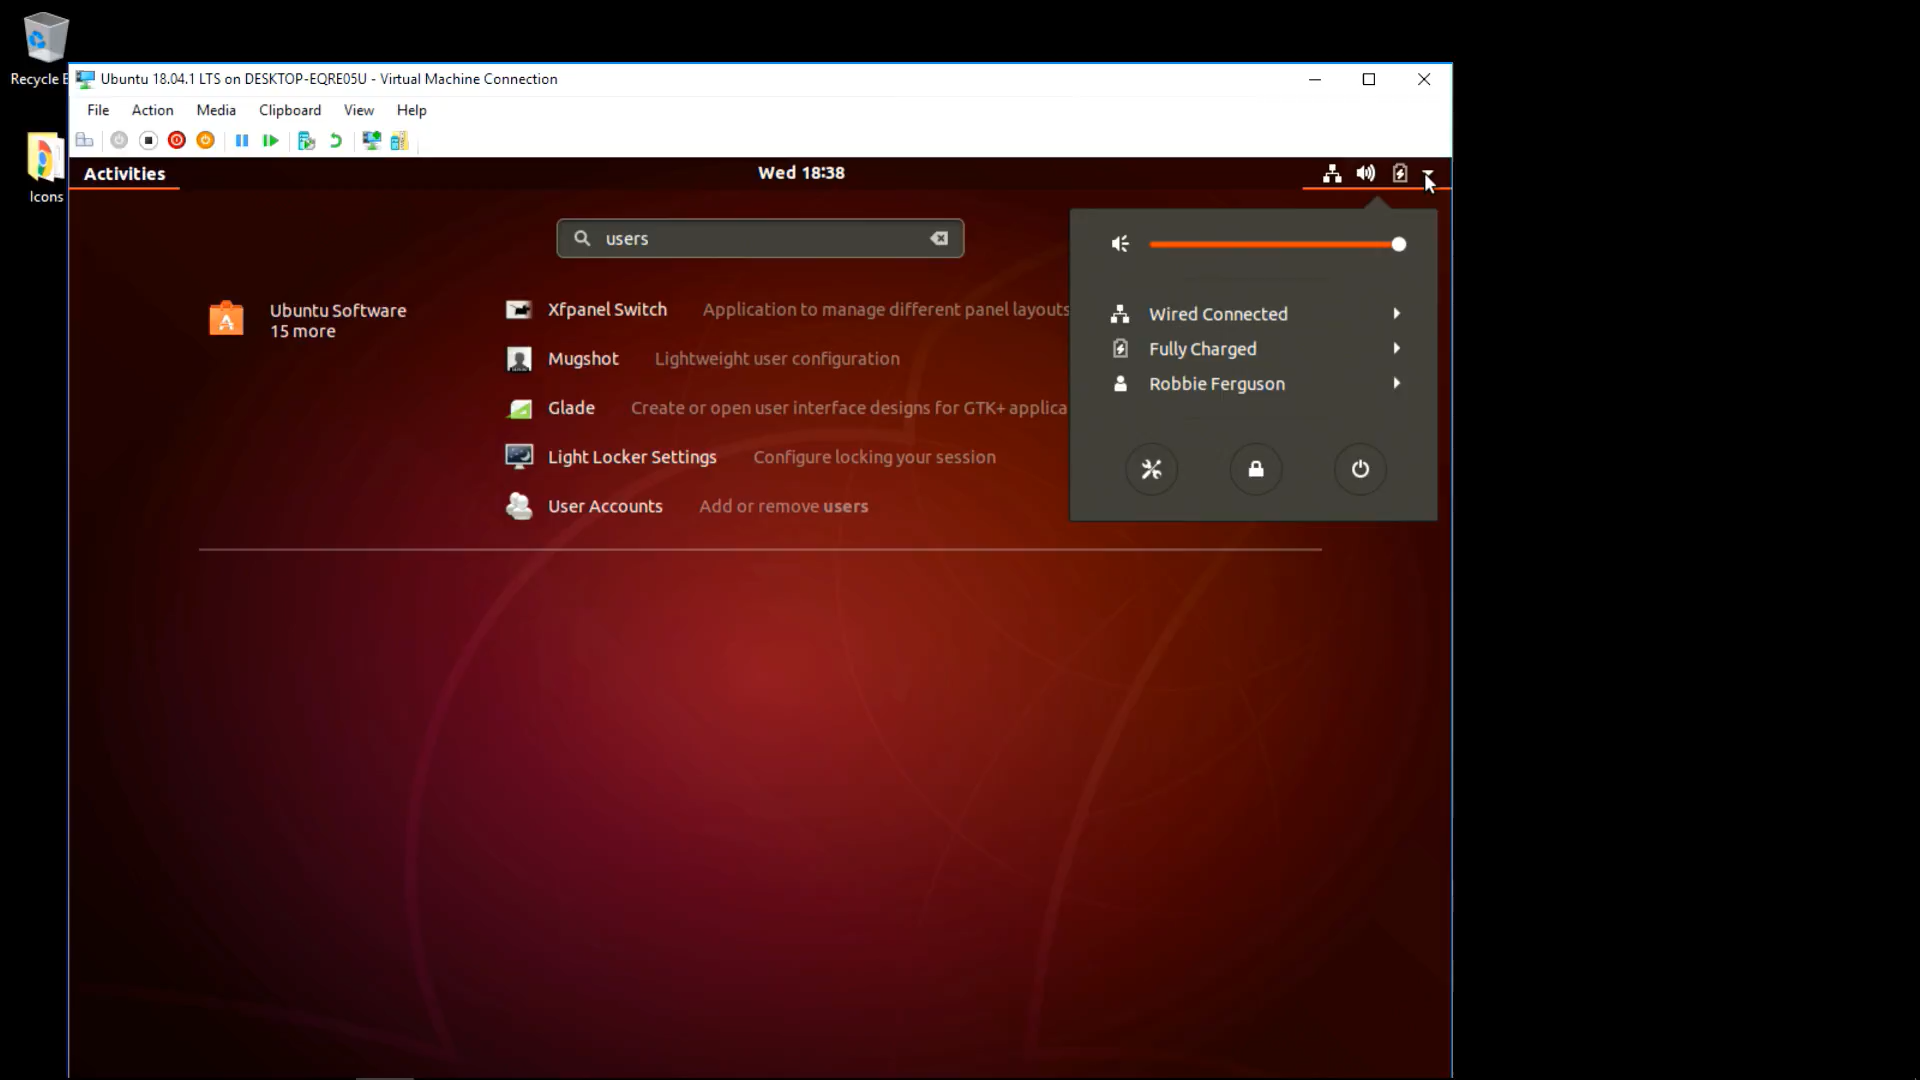 Recycle B
Ubuntu 18.04.1 LTS on DESKTOP-EQRE05U - Virtual Machine Connection
File Action Media Clipboard View Help
Icons
Activities
Wed 18:38
users
Ubuntu Software
15 more
Xfpanel Switch Application to manage different panel layouts
Mugshot Lightweight user configuration
Glade Create or open user interface designs for GTK+ applica
Light Locker Settings Configure locking your session
User Accounts Add or remove users
Wired Connected
Fully Charged
Robbie Ferguson